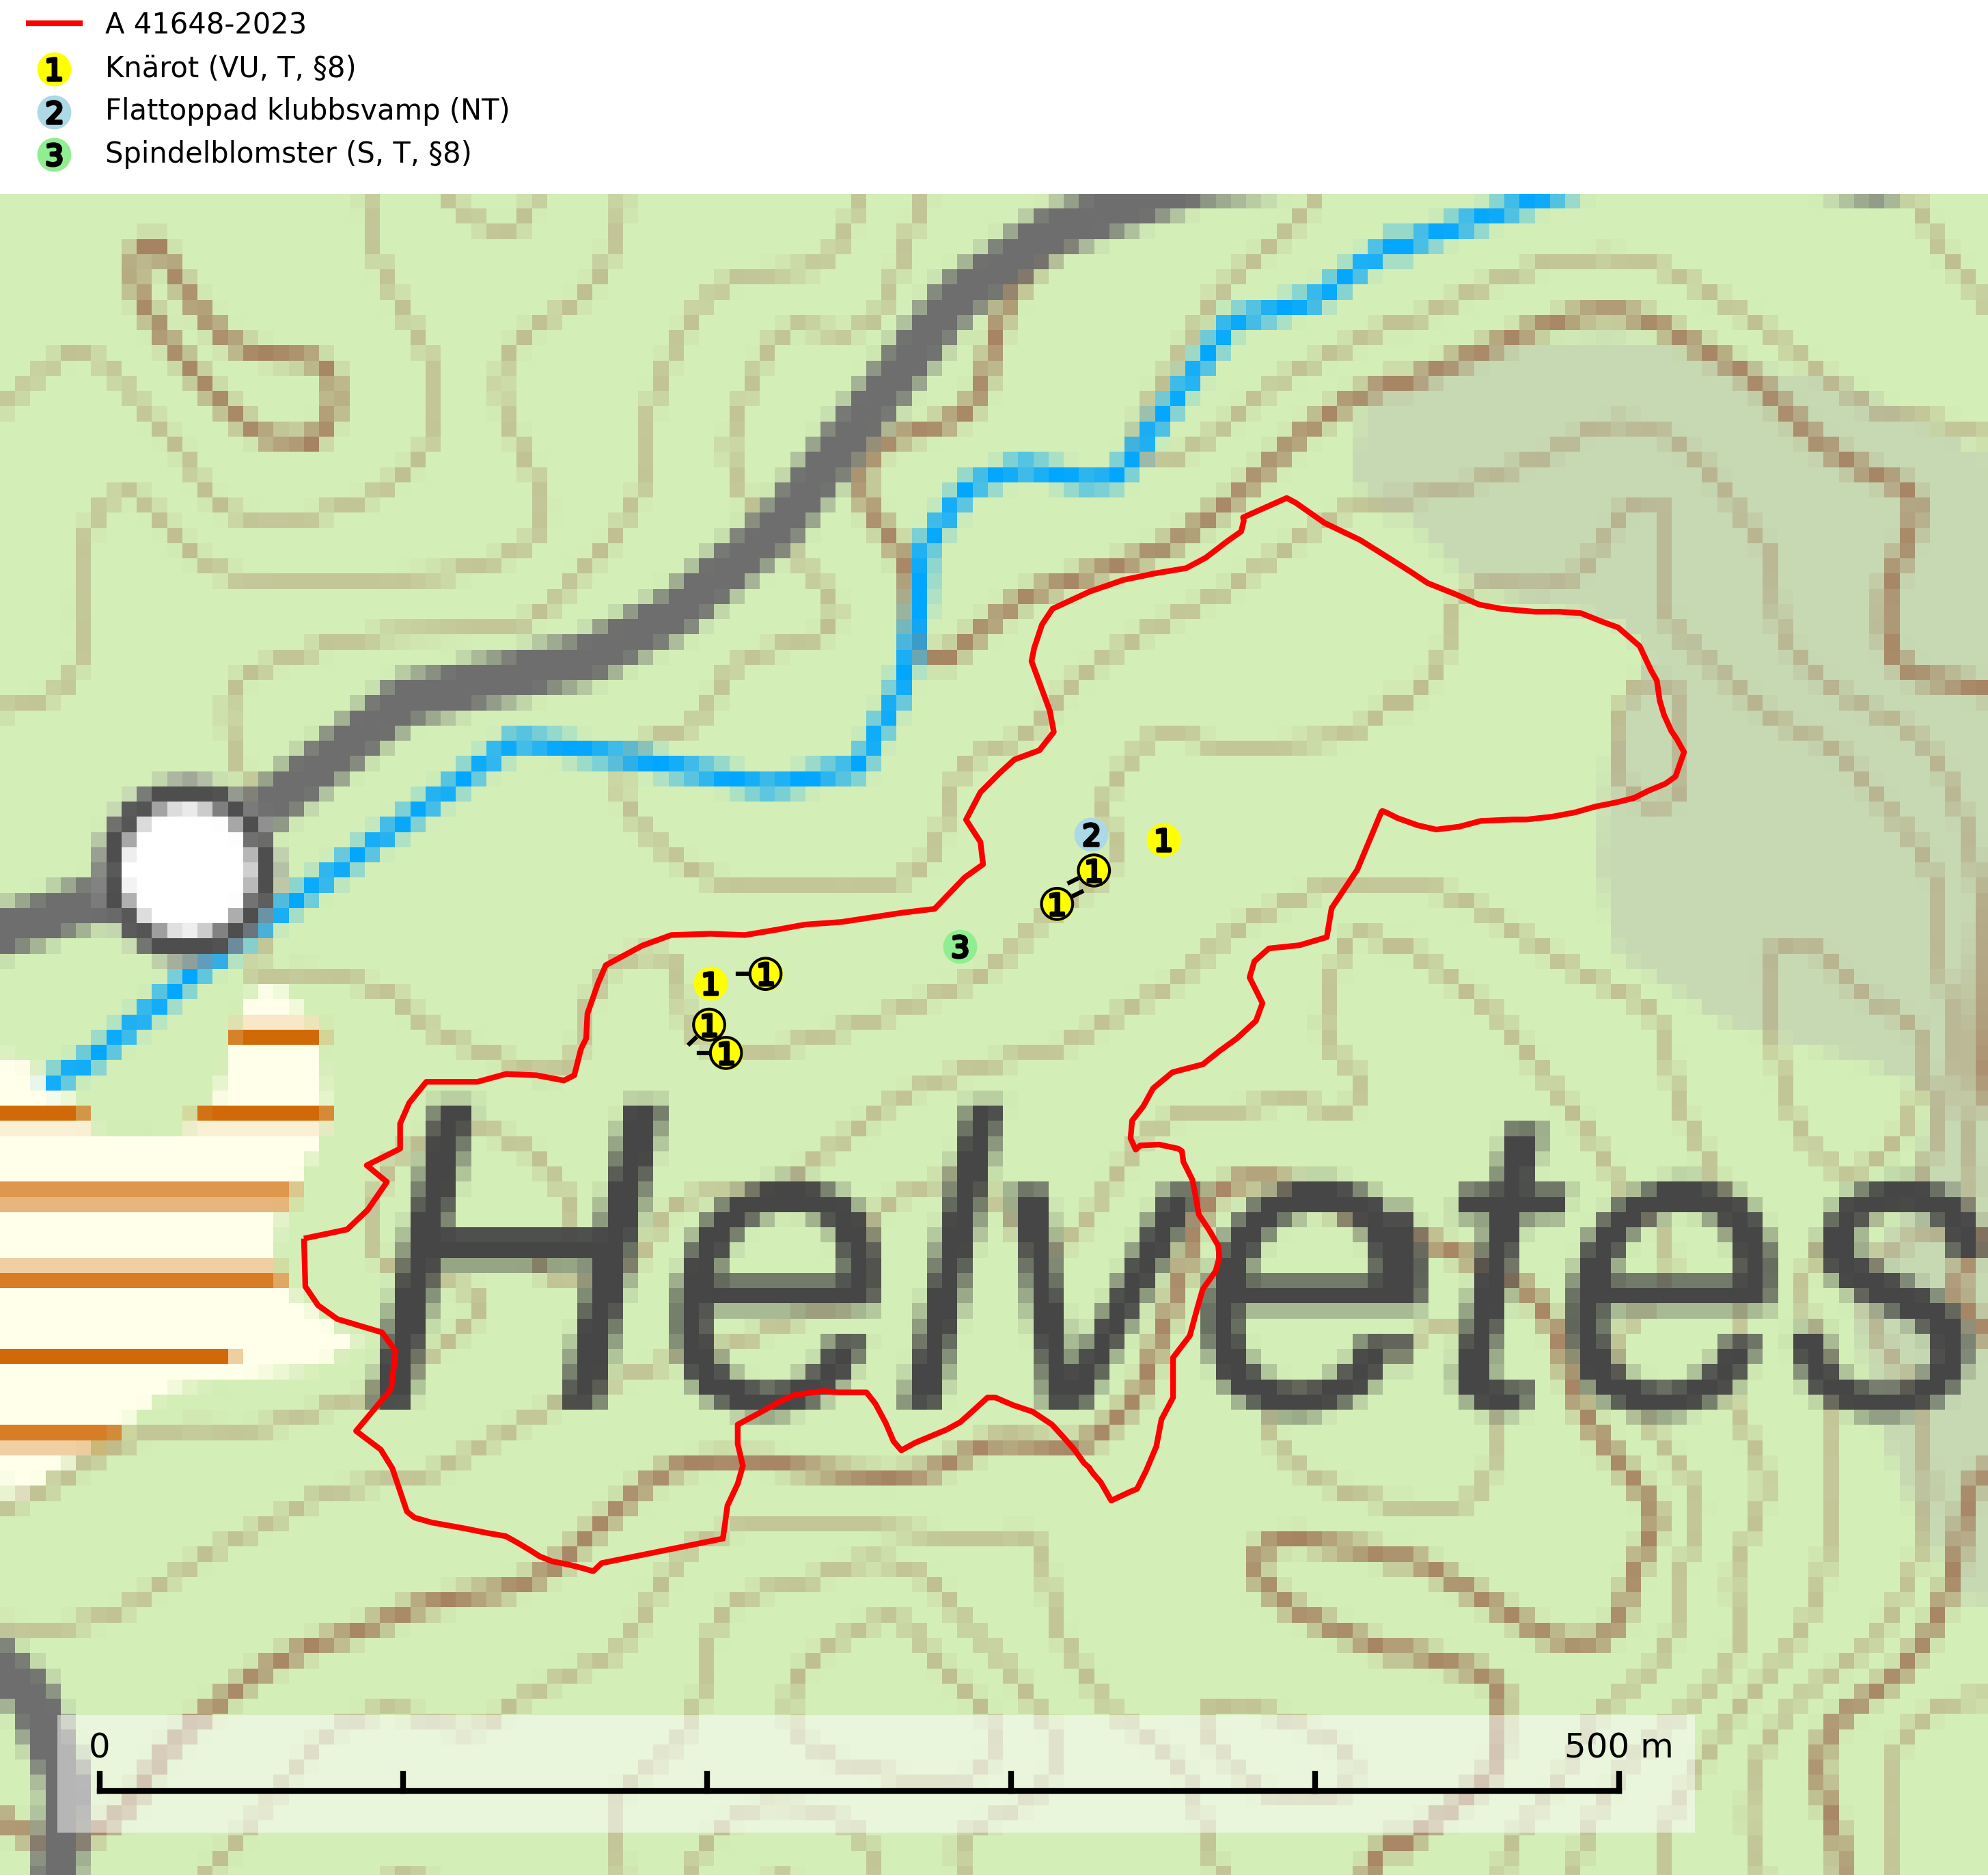 A 41648-2023
1 Knärot (VU, T, §8)
2 Flattoppad klubbsvamp (NT)
3 Spindelblomster (S, T, §8)
2 1
1
1
3
1 1
1
1
Helvetes
0 500 m